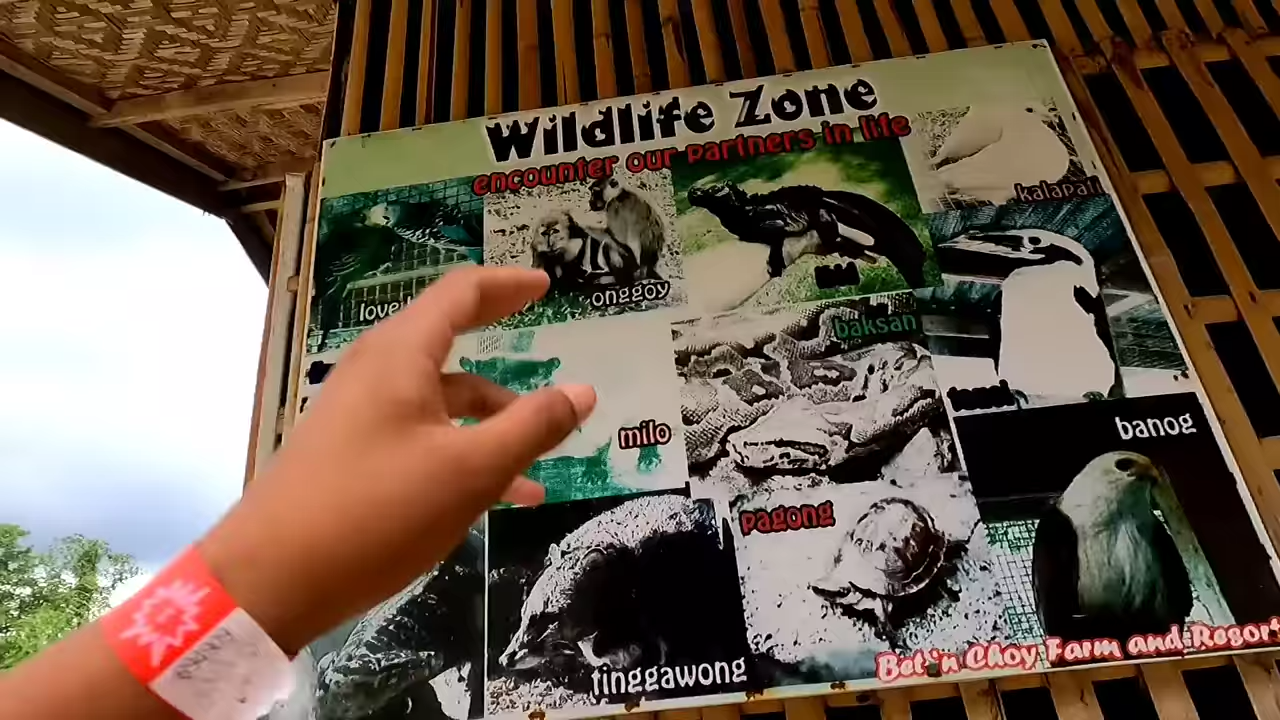 Wildlife Zone
encounter our partners in life
kalapati
love
onggoy
baksan
milo
banog
pagong
tinggawong
Bet 'n Choy Farm and Resort